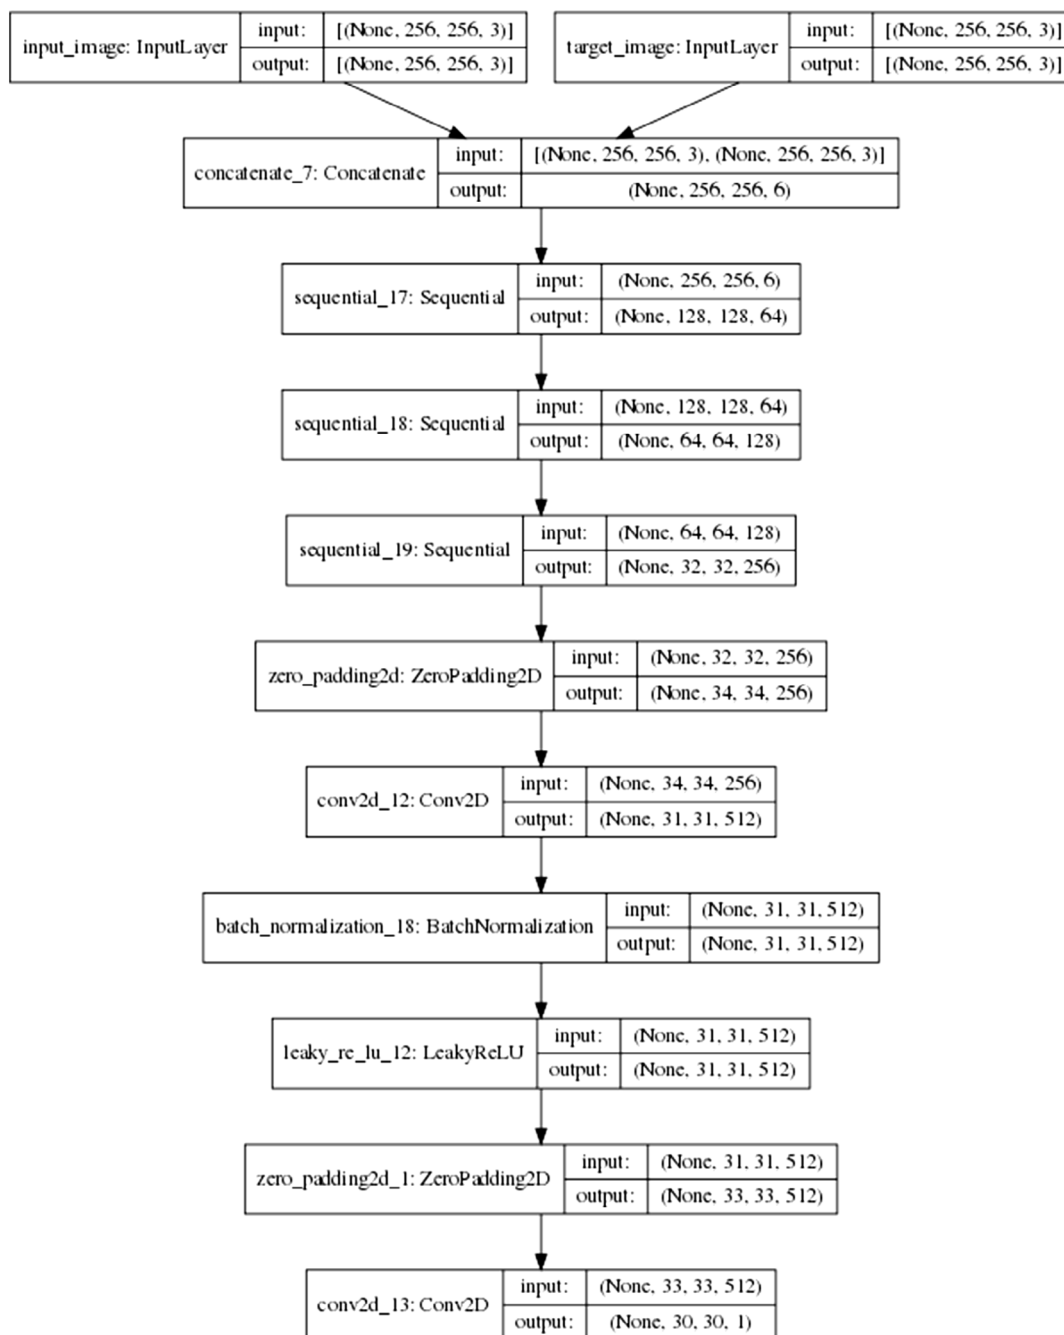 input_image: InputLayer input: [(None, 256, 256, 3)]
output: [(None, 256, 256, 3)]
target_image: InputLayer input: [(None, 256, 256, 3)]
output: [(None, 256, 256, 3)]
concatenate_7: Concatenate input: [(None, 256, 256, 3), (None, 256, 256, 3)]
output: (None, 256, 256, 6)
sequential_17: Sequential input: (None, 256, 256, 6)
output: (None, 128, 128, 64)
sequential_18: Sequential input: (None, 128, 128, 64)
output: (None, 64, 64, 128)
sequential_19: Sequential input: (None, 64, 64, 128)
output: (None, 32, 32, 256)
zero_padding2d: ZeroPadding2D input: (None, 32, 32, 256)
output: (None, 34, 34, 256)
conv2d_12: Conv2D input: (None, 34, 34, 256)
output: (None, 31, 31, 512)
batch_normalization_18: BatchNormalization input: (None, 31, 31, 512)
output: (None, 31, 31, 512)
leaky_re_lu_12: LeakyReLU input: (None, 31, 31, 512)
output: (None, 31, 31, 512)
zero_padding2d_1: ZeroPadding2D input: (None, 31, 31, 512)
output: (None, 33, 33, 512)
conv2d_13: Conv2D input: (None, 33, 33, 512)
output: (None, 30, 30, 1)